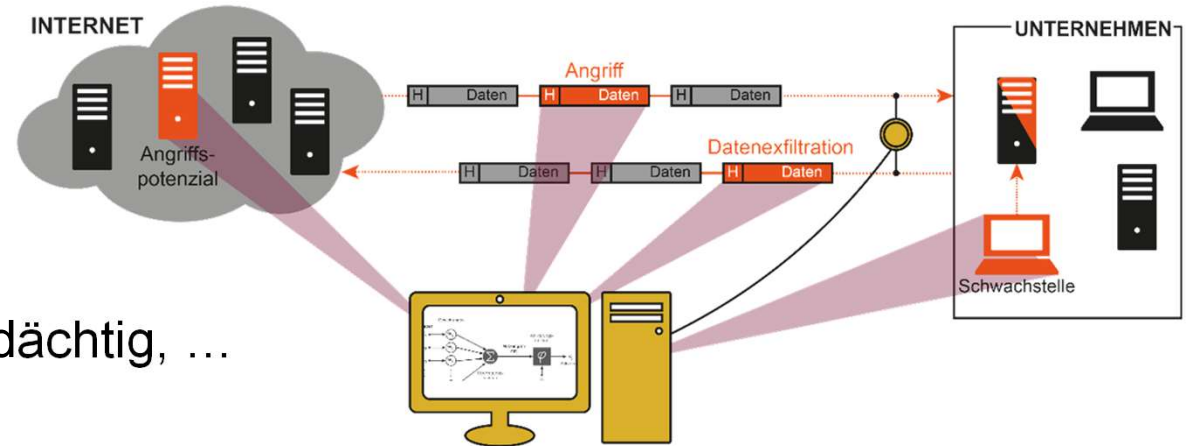 INTERNET
UNTERNEHMEN
Angriff
H Daten H Daten H Daten
Datenexfiltration
Angriffs-
potenzial
H Daten H Daten H Daten
Schwachstelle
dächtig, ...
Σ φ